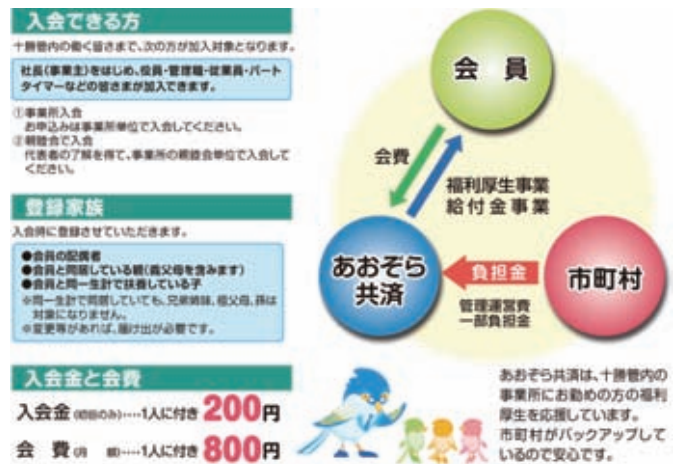 入会できる方
十勝管内の働く皆さまで、次の方が加入対象となります。
社長(事業主)をはじめ、役員・管理職・従業員・パート
タイマーなどの皆さまが加入できます。
①事業所入会
お申込みは事業所単位で入会してください。
②親睦会で入会
代表者の了解を得て、事業所の親睦会単位で入会して
ください。
登録家族
入会時に登録させていただきます。
●会員の配偶者
●会員と同居している親(義父母を含みます)
●会員と同一生計で扶養している子
※同一生計で同居していても、兄弟姉妹、祖父母、孫は
対象になりません。
※変更等があれば、届け出が必要です。
入会金と会費
入会金(初回のみ)‥‥1人に付き200円
会 費(月 額)‥‥1人に付き800円
会 員
会費
福利厚生事業
給付金事業
あおぞら
共済
負担金
市町村
管理運営費
一部負担金
あおぞら共済は、十勝管内の
事業所にお勤めの方の福利
厚生を応援しています。
市町村がバックアップして
いるので安心です。